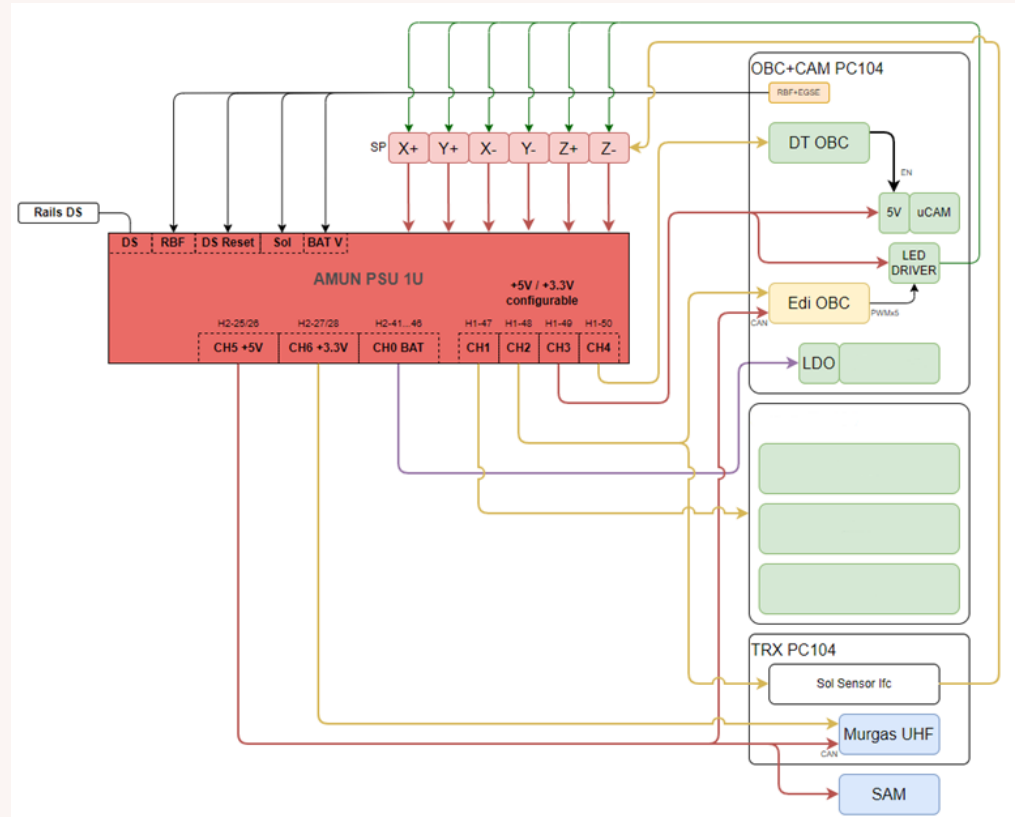 OBC+CAM PC104
RBF+EGSE
SP
X+
Y+
X-
Y-
Z+
Z-
DT OBC
EN
5V
uCAM
Rails DS
DS
RBF
DS Reset
Sol
BAT V
LED
DRIVER
AMUN PSU 1U
+5V / +3.3V
configurable
Edi OBC
CAN
PWMx5
H2-25/26
H2-27/28
H2-41...46
H1-47
H1-48
H1-49
H1-50
CH5 +5V
CH6 +3.3V
CH0 BAT
CH1
CH2
CH3
CH4
LDO
TRX PC104
Sol Sensor Ifc
Murgas UHF
CAN
SAM